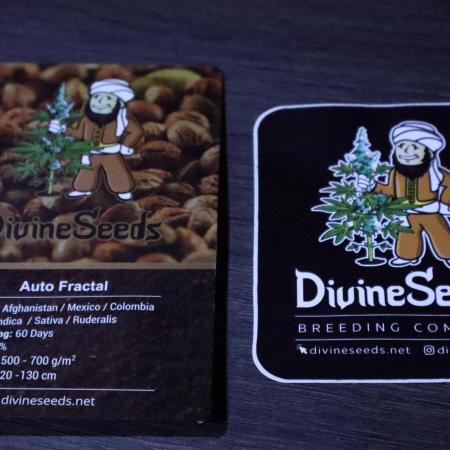 DivineSeeds
Auto Fractal
Afghanistan / Mexico / Colombia
ndica / Sativa / Ruderalis
ng: 60 Days
%
500 - 700 g/m²
20 -130 cm
divineseeds.net
DivineSe
BREEDING COM
divineseeds.net di